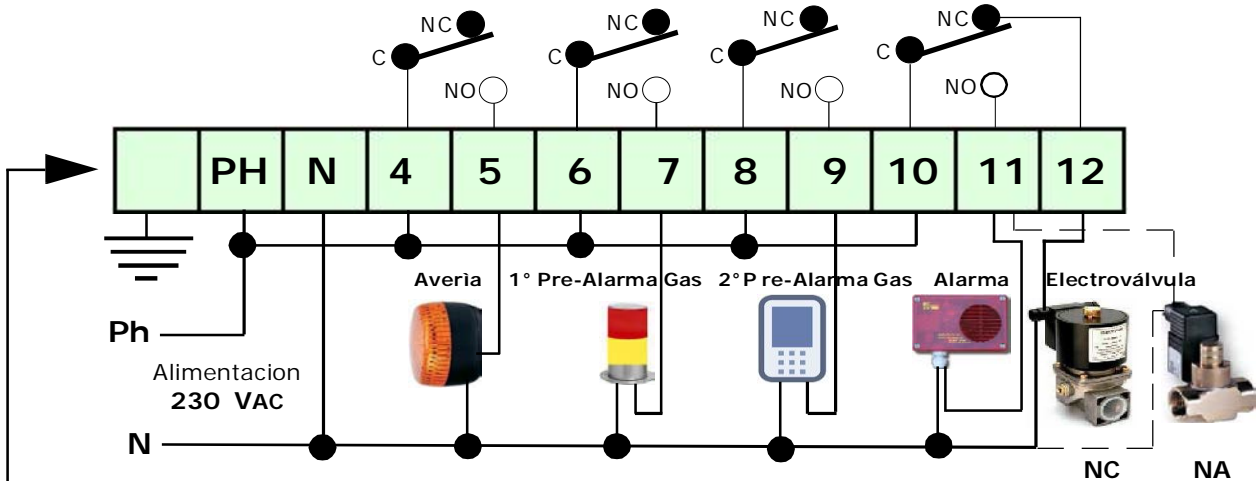 NC NC NC NC
C C C C
NO NO NO NO
PH N 4 5 6 7 8 9 10 11 12
Averìa 1° Pre-Alarma Gas 2°P re-Alarma Gas Alarma Electroválvula
Ph
Alimentacion
230 VAC
N
NC NA